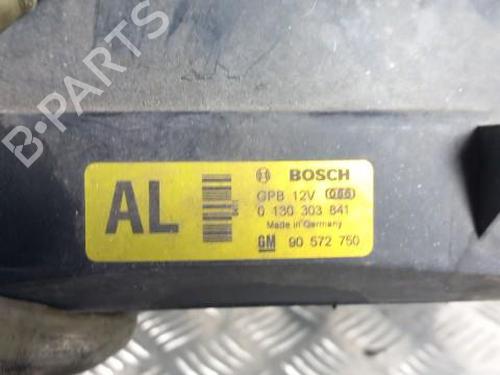 B-PARTS
AL
BOSCH
GPB 12V
0 130 303 841
Made in Germany
GM 90 572 750